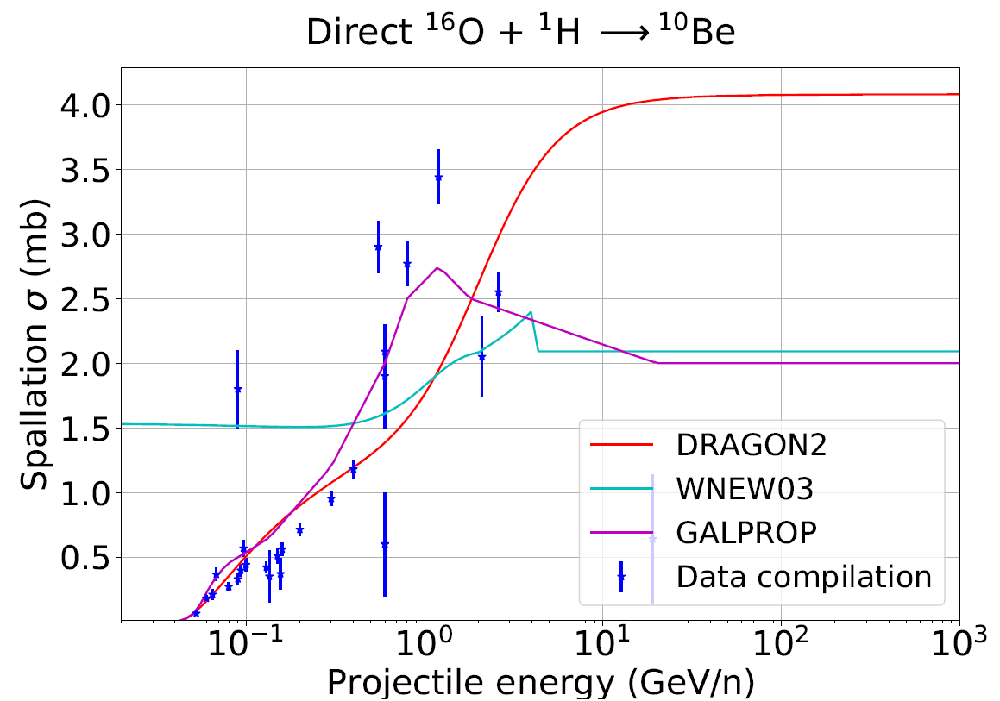 Direct ¹⁶O + ¹H ⟶ ¹⁰Be
Spallation σ (mb)
4.0
3.5
3.0
2.5
2.0
1.5
1.0
0.5
DRAGON2
WNEW03
GALPROP
Data compilation
10⁻¹ 10⁰ 10¹ 10² 10³
Projectile energy (GeV/n)